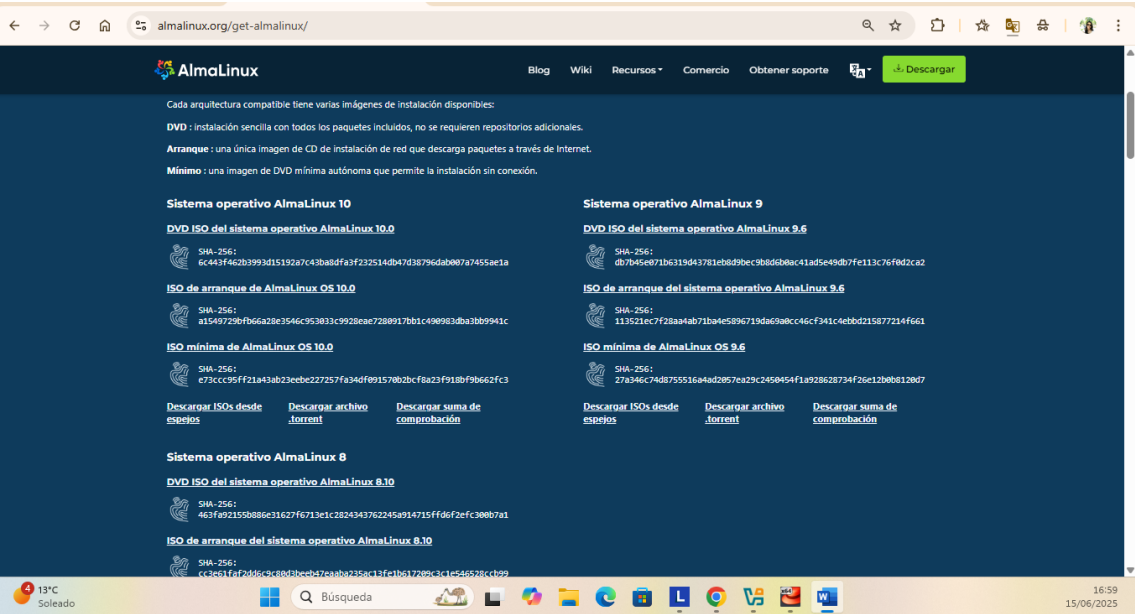 almalinux.org/get-almalinux/
AlmaLinux
Blog Wiki Recursos Comercio Obtener soporte Descargar
Cada arquitectura compatible tiene varias imágenes de instalación disponibles:
DVD : instalación sencilla con todos los paquetes incluidos, no se requieren repositorios adicionales.
Arranque : una única imagen de CD de instalación de red que descarga paquetes a través de Internet.
Mínimo : una imagen de DVD mínima autónoma que permite la instalación sin conexión.
Sistema operativo AlmaLinux 10
DVD ISO del sistema operativo AlmaLinux 10.0
SHA-256:
6c443f462b3993d15192a7c43ba8dfa3f232514db47d38796dab007a7455ae1a
ISO de arranque de AlmaLinux OS 10.0
SHA-256:
a1549729bfb66a28e3546c953033c9928eae7280917bb1c490983dba3bb9941c
ISO mínima de AlmaLinux OS 10.0
SHA-256:
e73ccc95ff21a43ab23eebe227257fa34df091570b2bcf8a23f918bf9b662fc3
Descargar ISOs desde espejos
Descargar archivo .torrent
Descargar suma de comprobación
Sistema operativo AlmaLinux 9
DVD ISO del sistema operativo AlmaLinux 9.6
SHA-256:
db7b45e071b6319d43781eb8d9bec9b8d6b0ac41ad5e49db7fe113c76f0d2ca2
ISO de arranque del sistema operativo AlmaLinux 9.6
SHA-256:
113521ec7f28aa4ab71ba4e5896719da69a0cc46cf341c4ebbd215877214f661
ISO mínima de AlmaLinux OS 9.6
SHA-256:
27a346c74d8755516a4ad2057ea29c2450454f1a928628734f26e12b0b8120d7
Descargar ISOs desde espejos
Descargar archivo .torrent
Descargar suma de comprobación
Sistema operativo AlmaLinux 8
DVD ISO del sistema operativo AlmaLinux 8.10
SHA-256:
463fa92155b886e31627f6713e1c2824343762245a914715ffd6f2efc300b7a1
ISO de arranque del sistema operativo AlmaLinux 8.10
SHA-256:
cc3e61faf2dd6c9c80d3beeb47eaaba235ac13fe1b617209c3c1e546528ccb99
4
13°C
Soleado
Búsqueda
16:59
15/06/2025